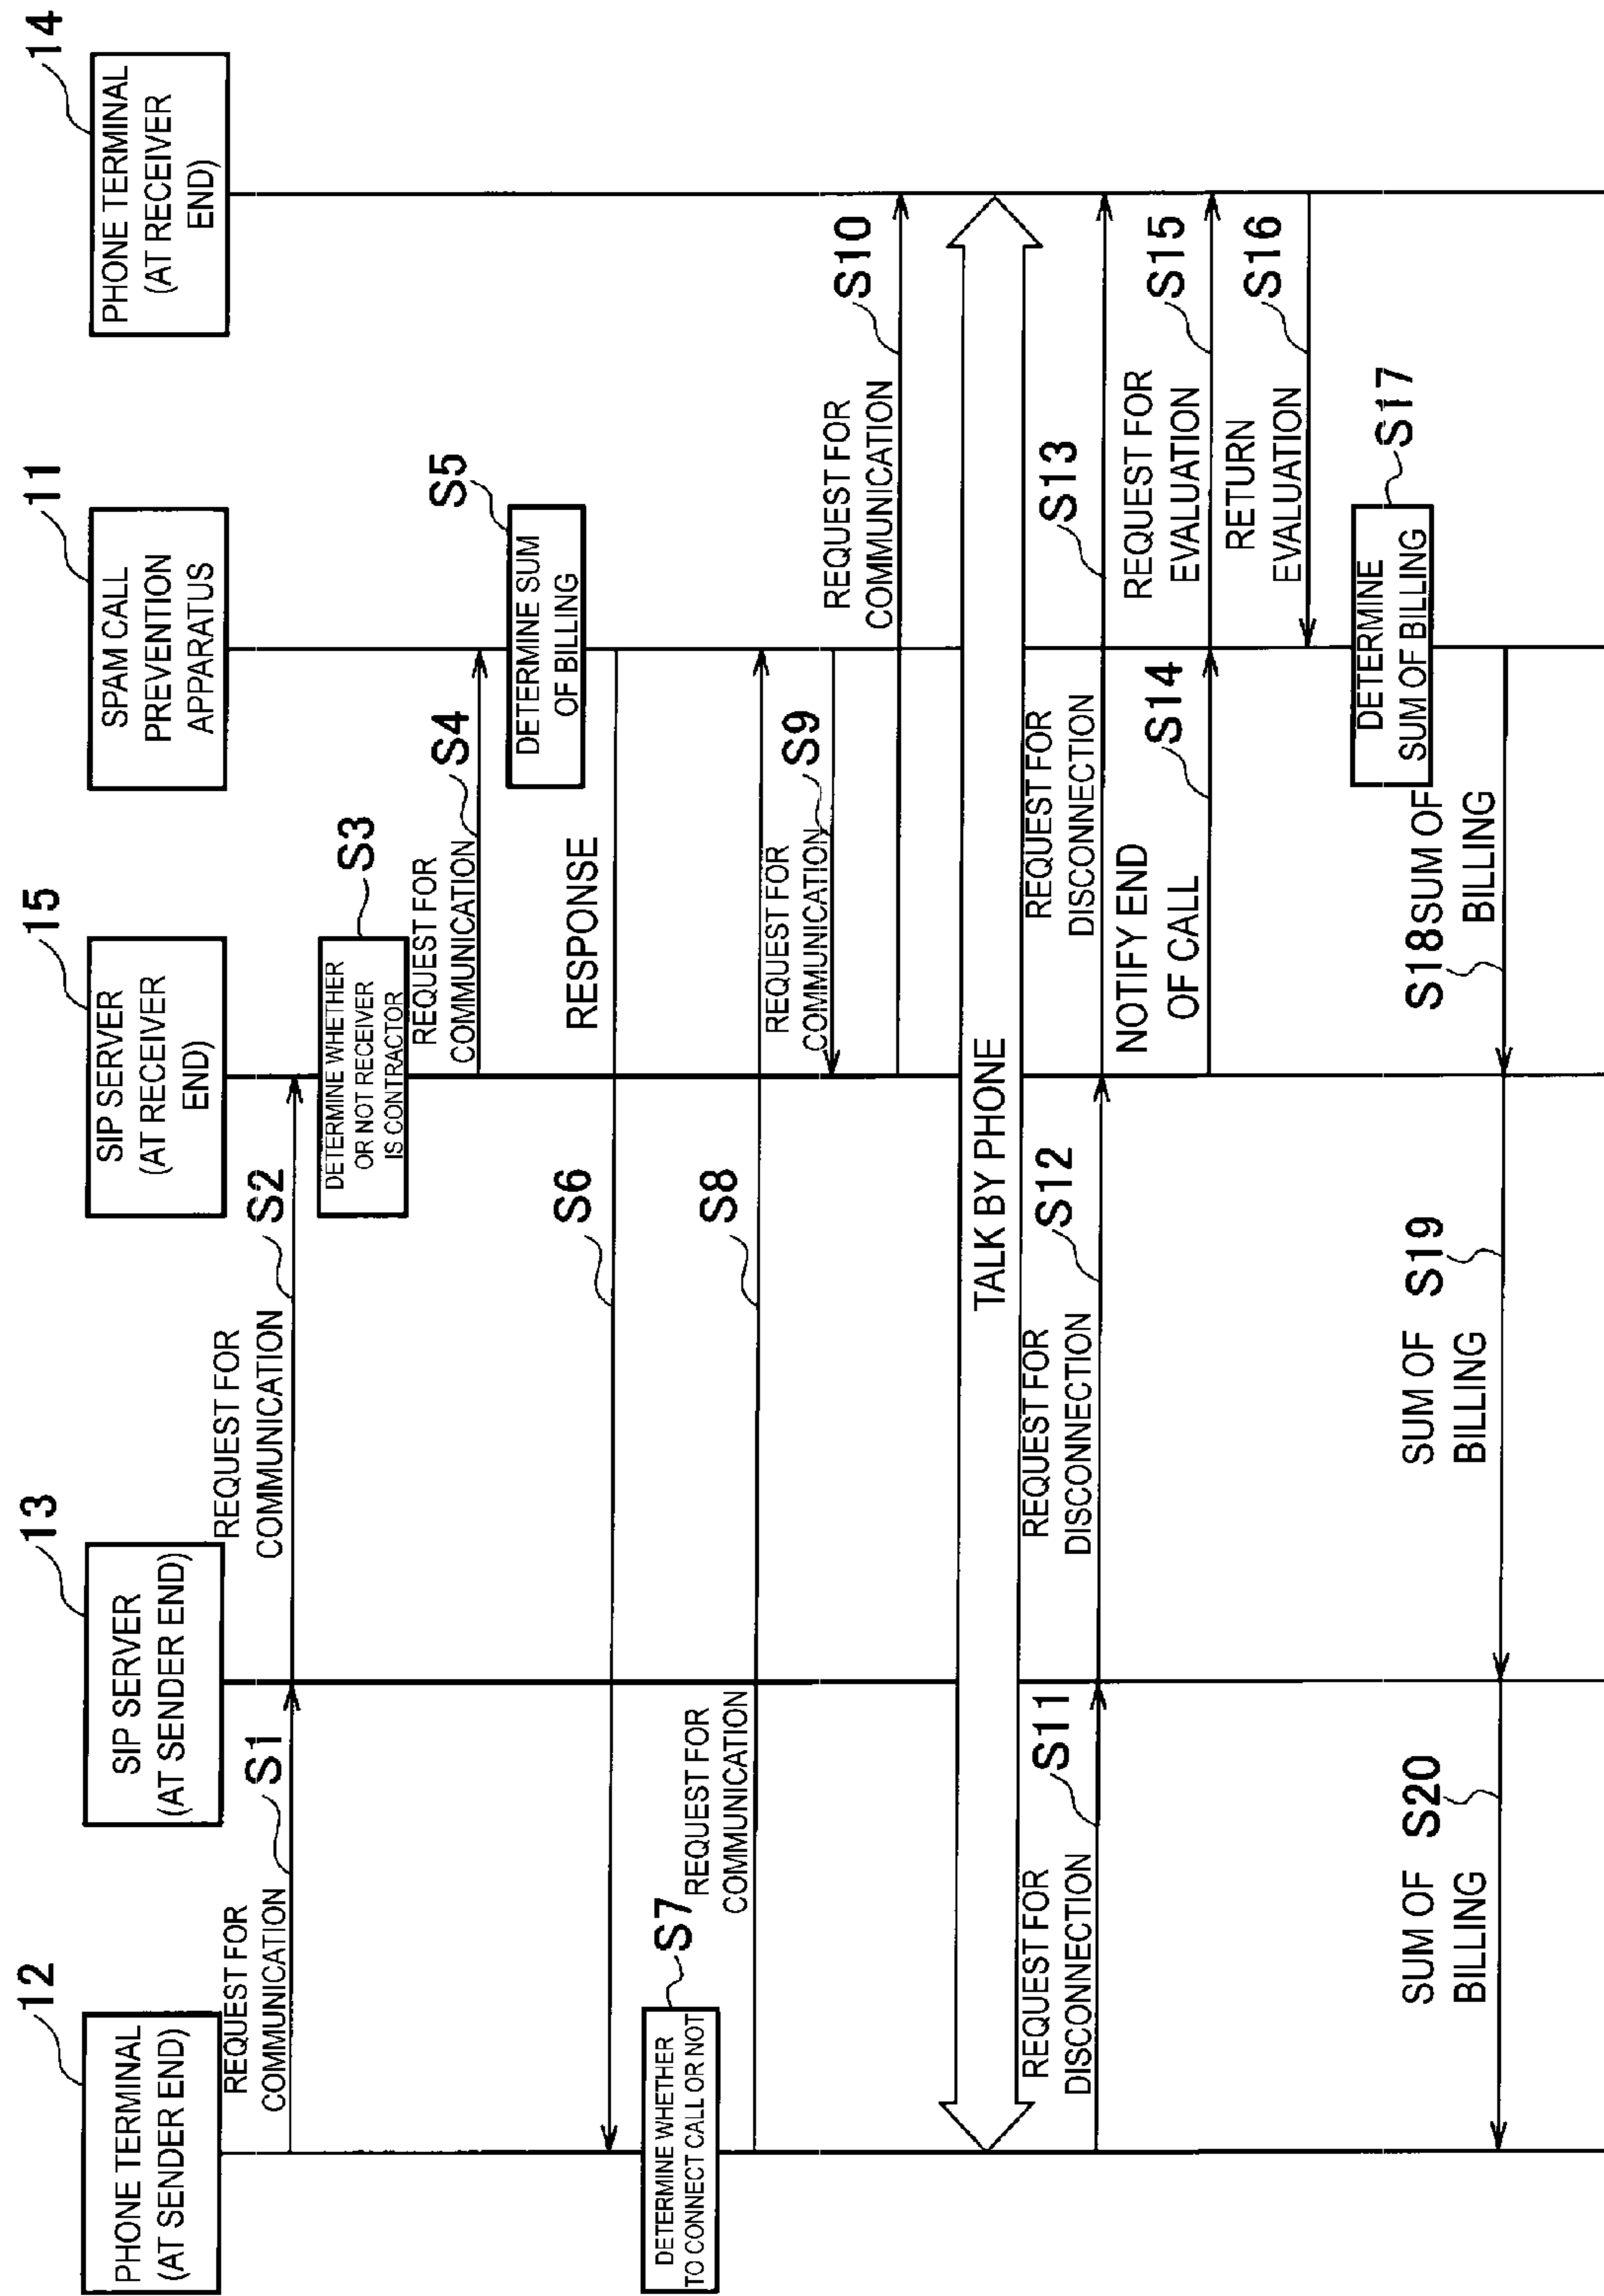 12
PHONE TERMINAL
(AT SENDER END)
13
SIP SERVER
(AT SENDER END)
15
SIP SERVER
(AT RECEIVER
END)
11
SPAM CALL
PREVENTION
APPARATUS
14
PHONE TERMINAL
(AT RECEIVER
END)
REQUEST FOR
COMMUNICATION
S1
REQUEST FOR
COMMUNICATION
S2
DETERMINE WHETHER
OR NOT RECEIVER
IS CONTRACTOR
S3
REQUEST FOR
COMMUNICATION
S4
DETERMINE SUM
OF BILLING
S5
RESPONSE
S6
DETERMINE WHETHER
TO CONNECT CALL OR NOT
S7
REQUEST FOR
COMMUNICATION
S8
REQUEST FOR
COMMUNICATION
S9
REQUEST FOR
COMMUNICATION
S10
TALK BY PHONE
REQUEST FOR
DISCONNECTION
S11
REQUEST FOR
DISCONNECTION
S12
REQUEST FOR
DISCONNECTION
S13
NOTIFY END
OF CALL
S14
REQUEST FOR
EVALUATION
S15
RETURN
EVALUATION
S16
DETERMINE
SUM OF BILLING
S17
S18 SUM OF
BILLING
SUM OF
BILLING
S19
SUM OF
BILLING
S20